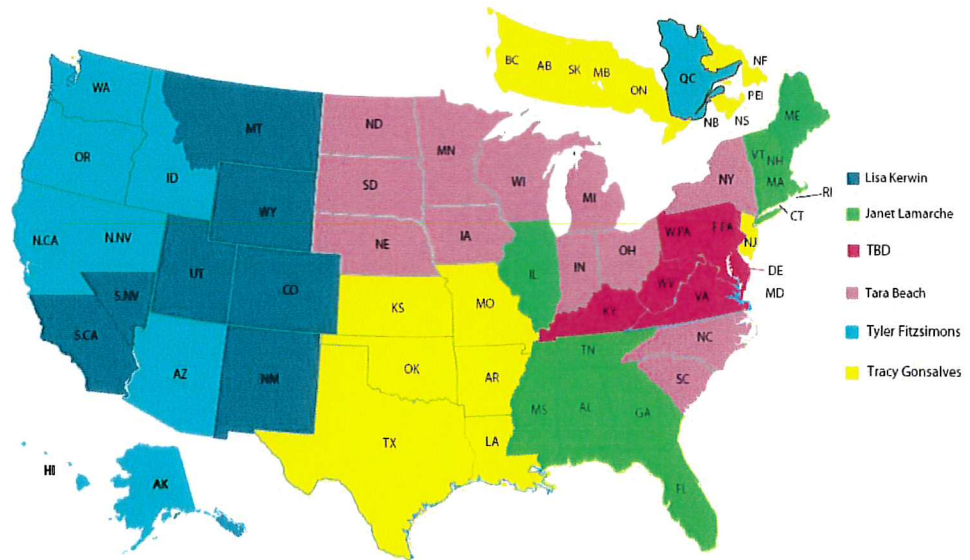 BC
AB
SK
MB
ON
QC
NF
PEI
NB
NS
WA
OR
ID
MT
WY
N.CA
N.NV
S.NV
S.CA
UT
CO
AZ
NM
HI
AK
ND
SD
NE
MN
IA
WI
MI
IL
IN
OH
KS
MO
OK
AR
TX
LA
NY
ME
VT
NH
MA
RI
CT
NJ
W.PA
E.PA
DE
MD
WV
VA
KY
TN
NC
SC
MS
AL
GA
FL
Lisa Kerwin
Janet Lamarche
TBD
Tara Beach
Tyler Fitzsimons
Tracy Gonsalves